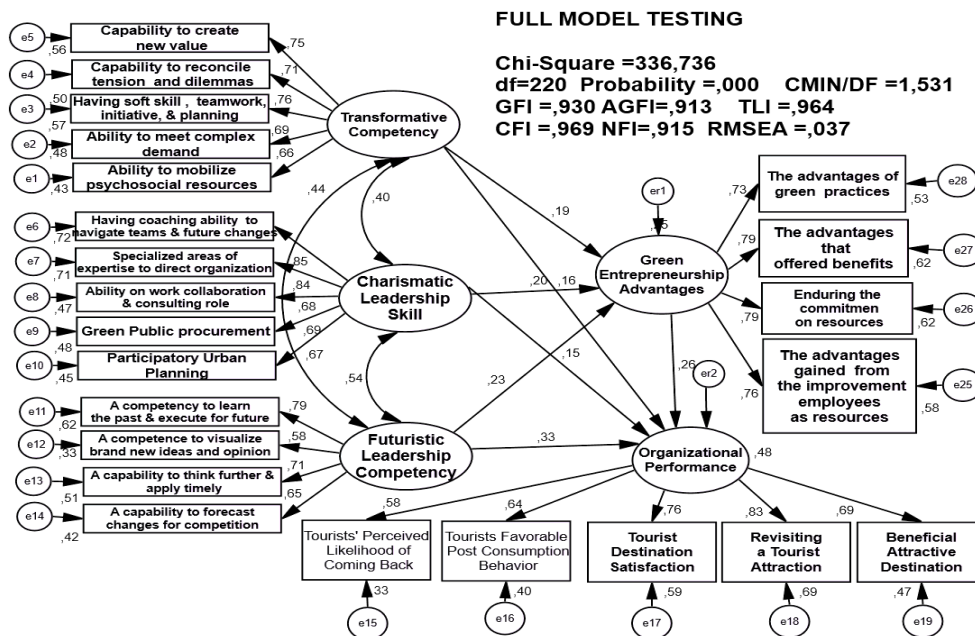 FULL MODEL TESTING
Chi-Square =336,736
df=220 Probability =,000 CMIN/DF =1,531
GFI =,930 AGFI=,913 TLI =,964
CFI =,969 NFI=,915 RMSEA =,037
e5
,56
Capability to create
new value
,75
e4
Capability to reconcile
tension and dilemmas
,71
e3
,50
Having soft skill , teamwork,
initiative, & planning
,76
,57
e2
Ability to meet complex
demand
,69
,48
e1
Ability to mobilize
psychosocial resources
,66
,43
Transformative
Competency
,44
,40
,19
e6
Having coaching ability to
navigate teams & future changes
,72
,85
e7
Specialized areas of
expertise to direct organization
,71
,84
e8
Ability on work collaboration
& consulting role
,47
,68
e9
Green Public procurement
,48
,69
e10
Participatory Urban
Planning
,45
,67
Charismatic
Leadership
Skill
,20
,16
,15
,54
,23
e11
A competency to learn
the past & execute for future
,62
,79
e12
A competence to visualize
brand new ideas and opinion
,33
,58
e13
A capability to think further &
apply timely
,51
,71
e14
A capability to forecast
changes for competition
,42
,65
Futuristic
Leadership
Competency
,33
er1
Green
Entrepreneurship
Advantages
,26
er2
,73
The advantages of
green practices
e28
,53
,79
The advantages
that
offered benefits
e27
,62
,79
Enduring the
commitmen
on resources
e26
,62
,76
The advantages
gained from
the improvement
employees
as resources
e25
,58
Organizational
Performance
,48
,58
,64
,76
,83
,69
Tourists' Perceived
Likelihood of
Coming Back
Tourists Favorable
Post Consumption
Behavior
Tourist
Destination
Satisfaction
Revisiting
a Tourist
Attraction
Beneficial
Attractive
Destination
,33
,40
,59
,69
,47
e15
e16
e17
e18
e19